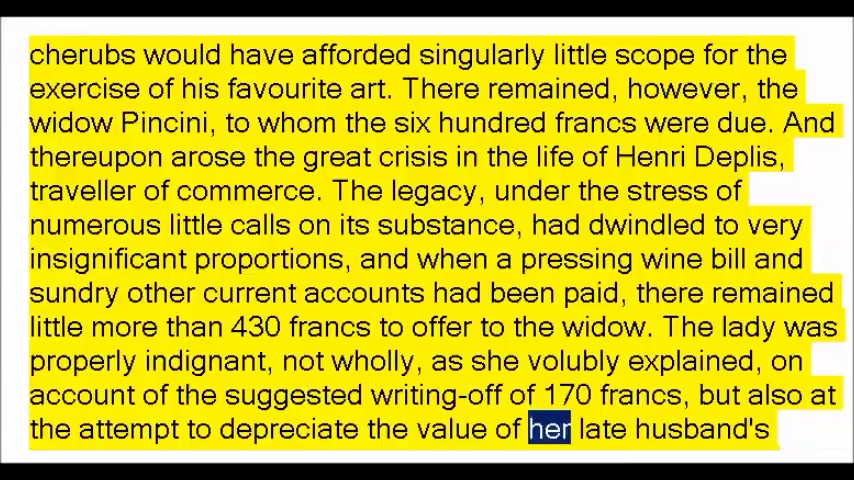 cherubs would have afforded singularly little scope for the
exercise of his favourite art. There remained, however, the
widow Pincini, to whom the six hundred francs were due. And
thereupon arose the great crisis in the life of Henri Deplis,
traveller of commerce. The legacy, under the stress of
numerous little calls on its substance, had dwindled to very
insignificant proportions, and when a pressing wine bill and
sundry other current accounts had been paid, there remained
little more than 430 francs to offer to the widow. The lady was
properly indignant, not wholly, as she volubly explained, on
account of the suggested writing-off of 170 francs, but also at
the attempt to depreciate the value of her late husband's